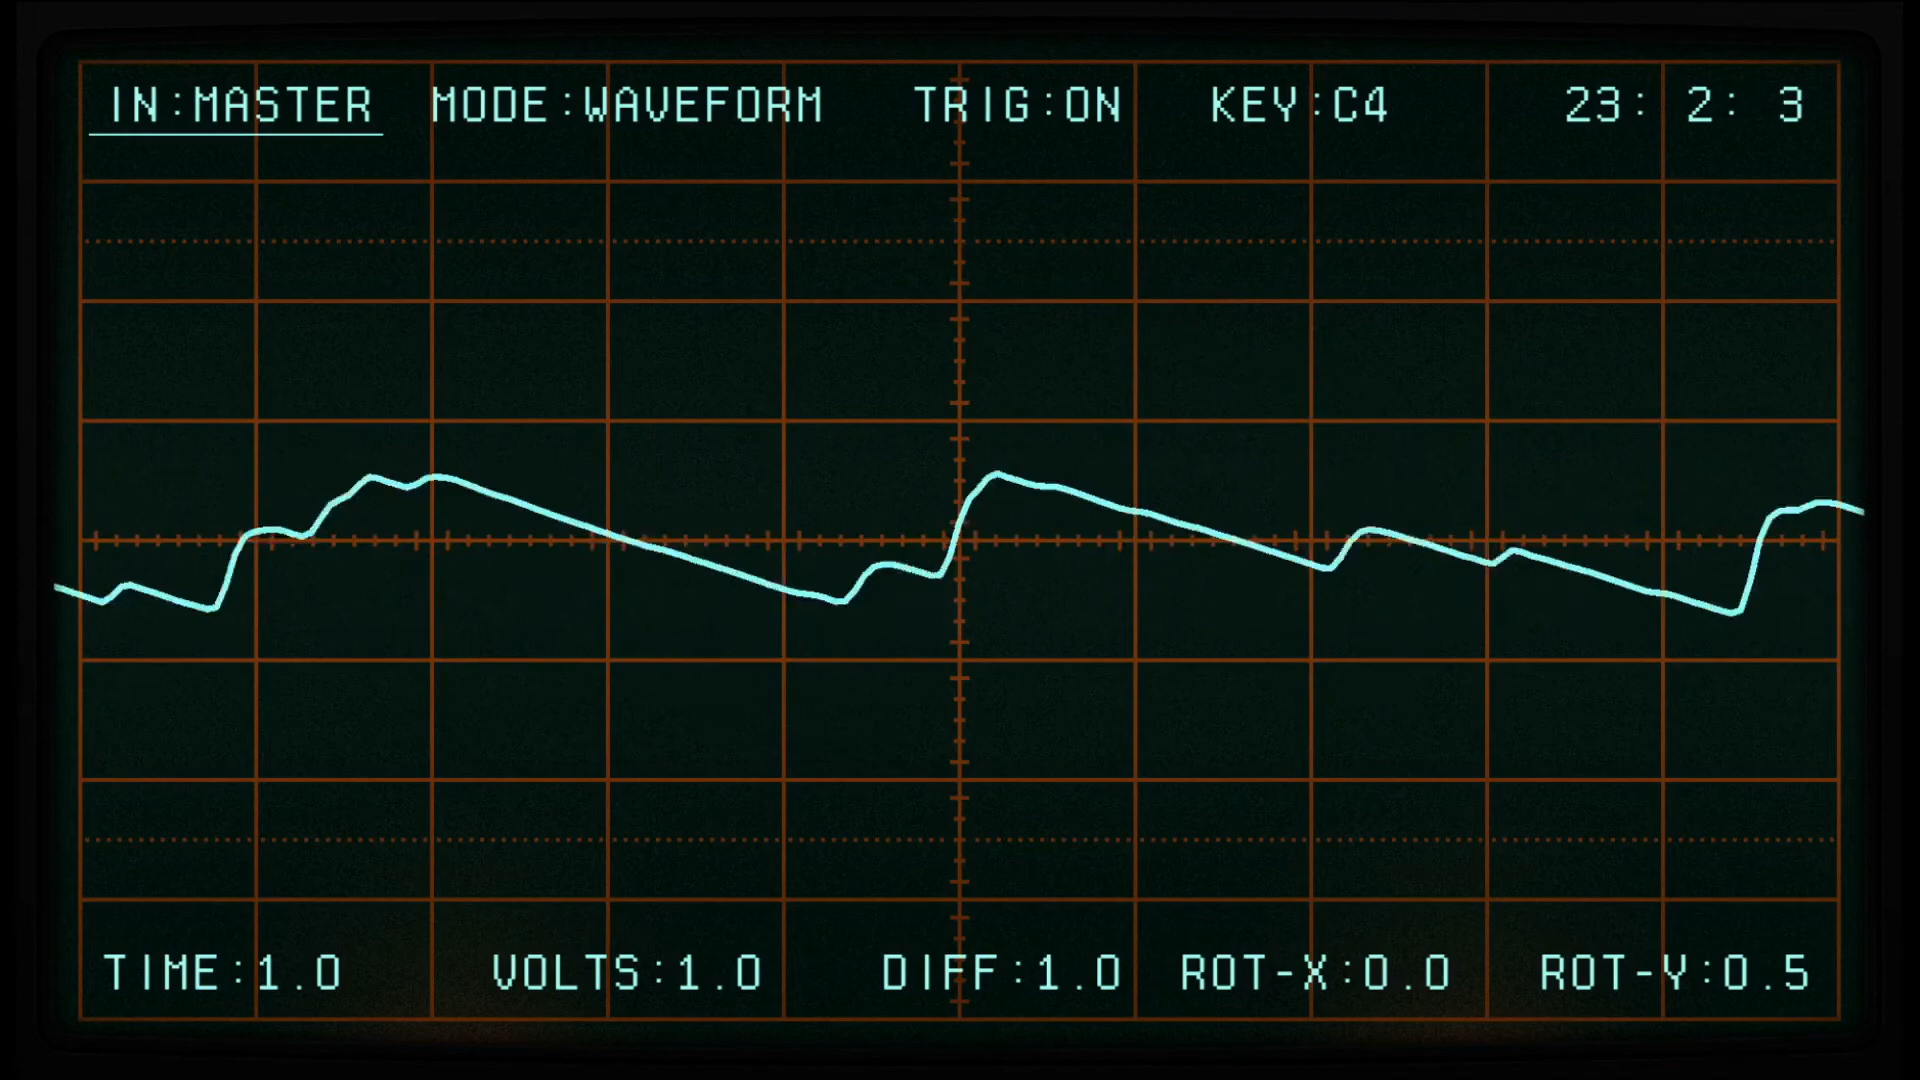 IN:MASTER MODE:WAVEFORM TRIG:ON KEY:C4 23: 2: 3
TIME:1.0 VOLTS:1.0 DIFF:1.0 ROT-X:0.0 ROT-Y:0.5